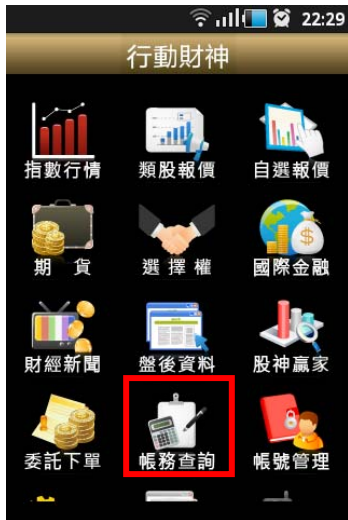 22:29
行動財神
指數行情 類股報價 自選報價
期 貨 選擇權 國際金融
財經新聞 盤後資料 股神贏家
委託下單 帳務查詢 帳號管理